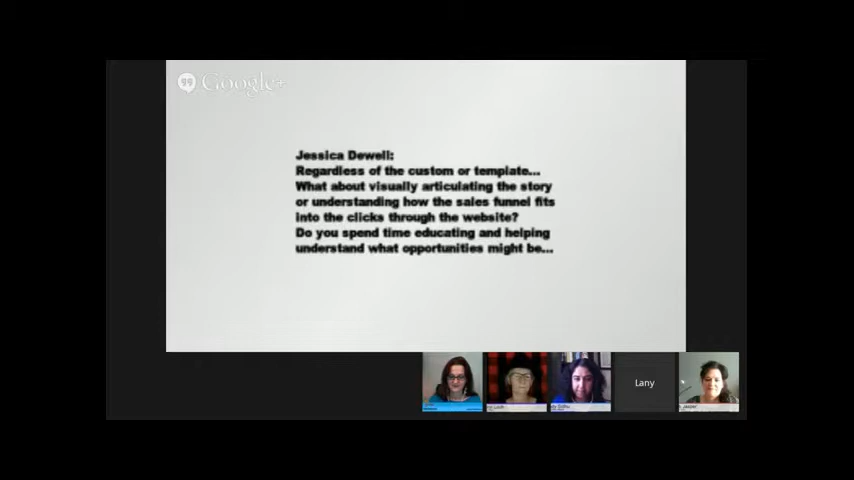 Google+
Jessica Dewell:
Regardless of the custom or template...
What about visually articulating the story
or understanding how the sales funnel fits
into the clicks through the website?
Do you spend time educating and helping
understand what opportunities might be...
Lany